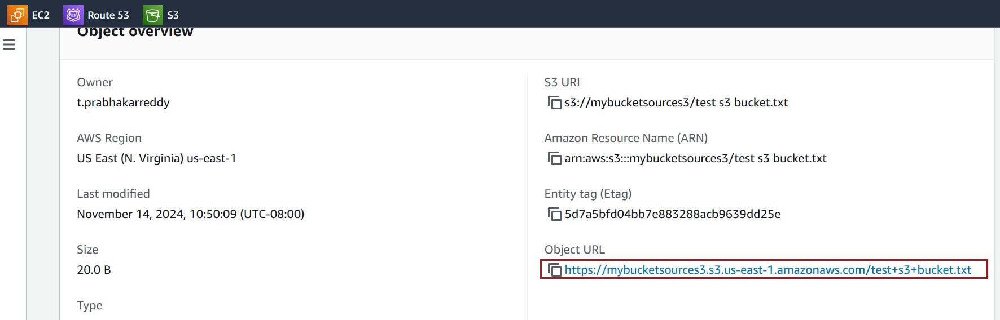 EC2 Route 53 S3
Object overview
Owner
t.prabhakarreddy
AWS Region
US East (N. Virginia) us-east-1
Last modified
November 14, 2024, 10:50:09 (UTC-08:00)
Size
20.0 B
Type
S3 URI
s3://mybucketsources3/test s3 bucket.txt
Amazon Resource Name (ARN)
arn:aws:s3:::mybucketsources3/test s3 bucket.txt
Entity tag (Etag)
5d7a5bfd04bb7e883288acb9639dd25e
Object URL
https://mybucketsources3.s3.us-east-1.amazonaws.com/test+s3+bucket.txt